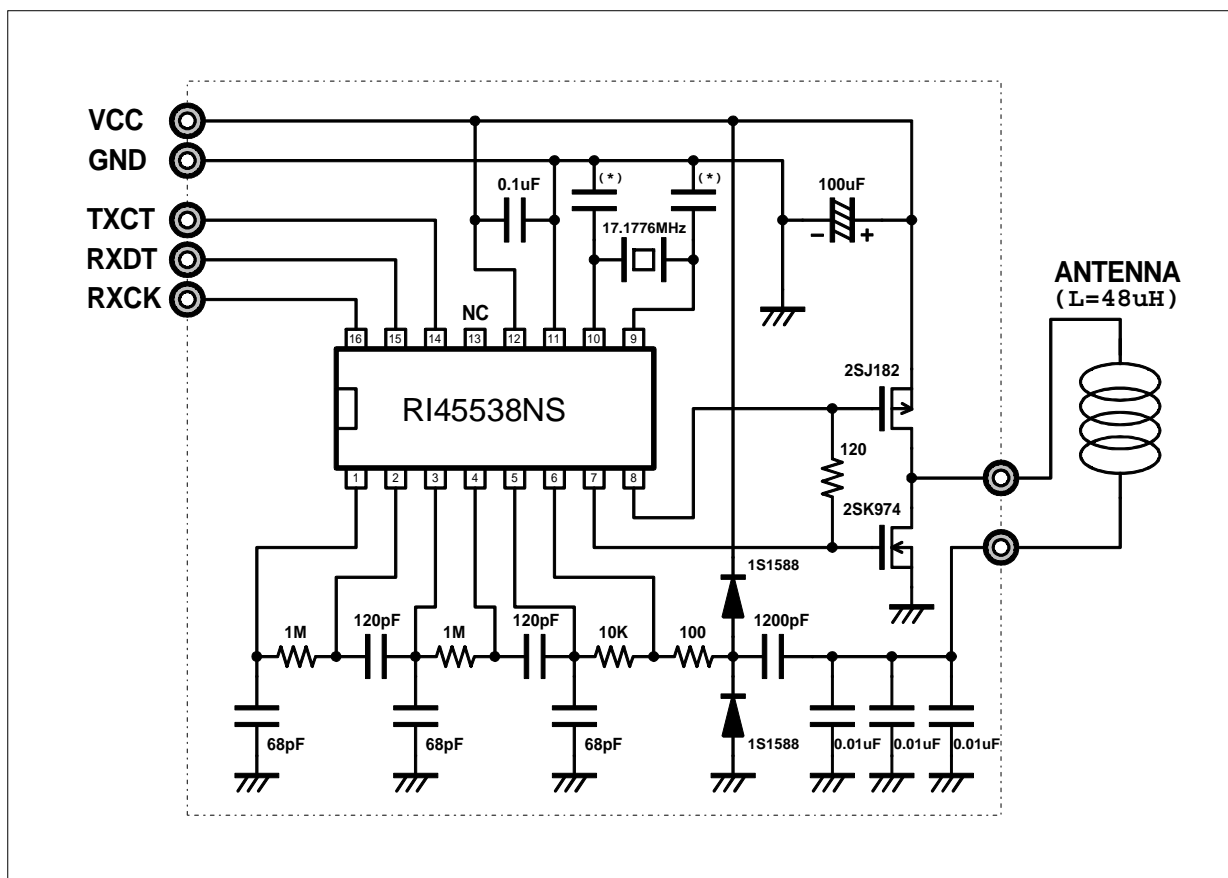 VCC
GND
TXCT
RXDT
RXCK
0.1uF
(*)
(*)
17.1776MHz
100uF
− +
ANTENNA
(L=48uH)
NC
16 15 14 13 12 11 10 9
RI45538NS
1 2 3 4 5 6 7 8
2SJ182
120
2SK974
1S1588
1M
120pF
1M
120pF
10K
100
1200pF
68pF
68pF
68pF
1S1588
0.01uF
0.01uF
0.01uF